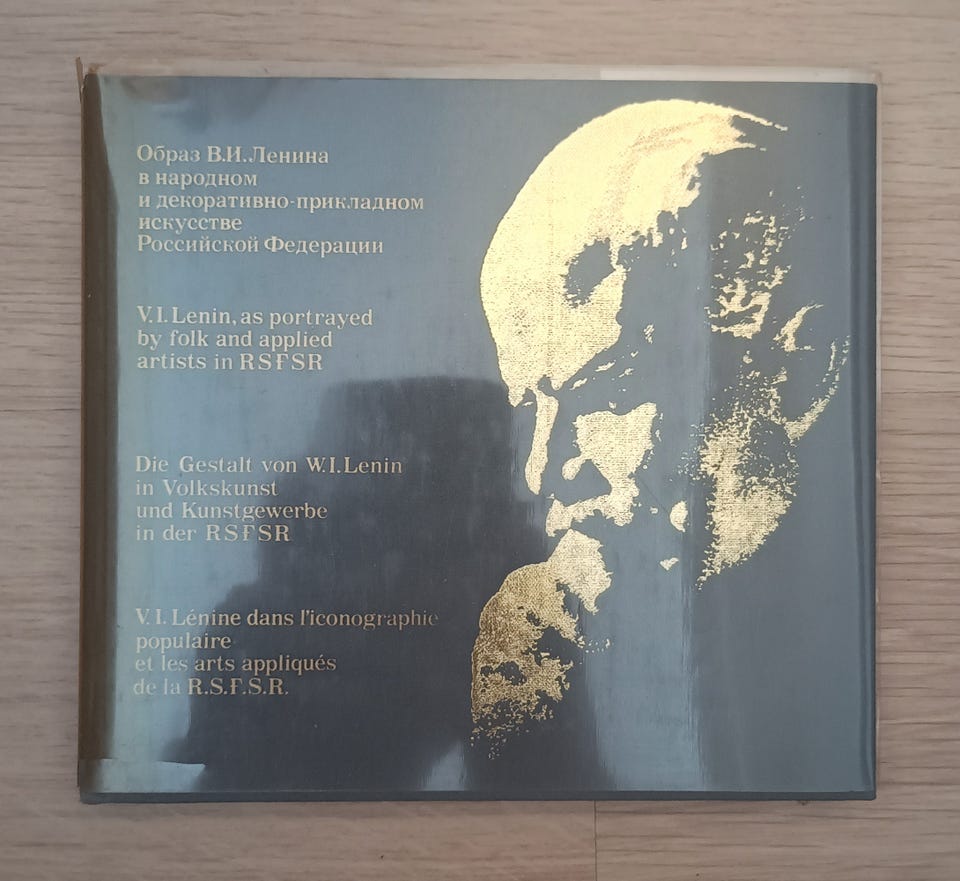 Образ В.И.Ленина
в народном
и декоративно-прикладном
искусстве
Российской Федерации
V.I. Lenin, as portrayed
by folk and applied
artists in RSFSR
Die Gestalt von W.I.Lenin
in Volkskunst
und Kunstgewerbe
in der RSFSR
V.I. Lénine dans l'iconographie
populaire
et les arts appliqués
de la R.S.F.S.R.